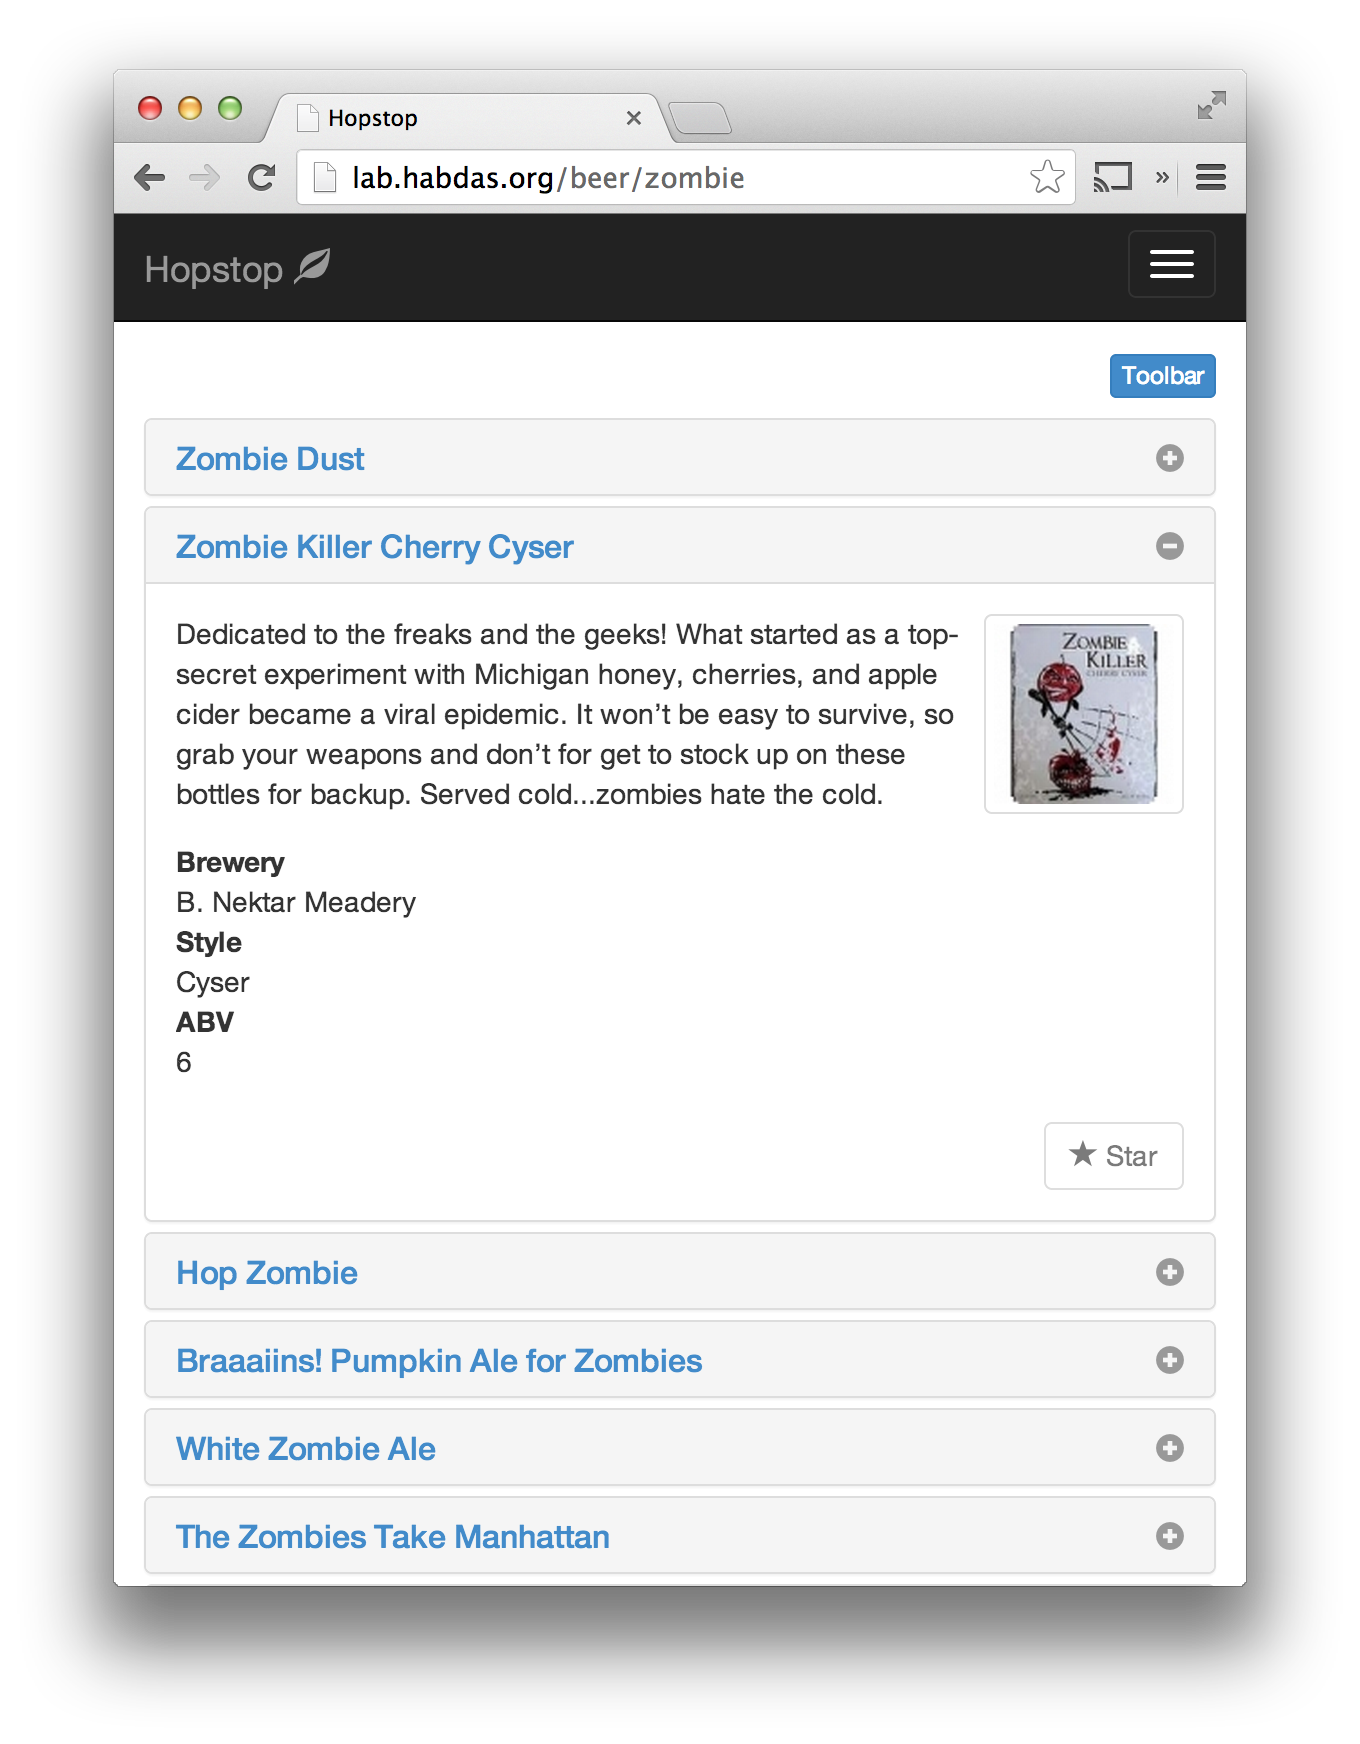 Hopstop
lab.habdas.org/beer/zombie
»
Hopstop
Toolbar
Zombie Dust
Zombie Killer Cherry Cyser
Dedicated to the freaks and the geeks! What started as a top-
secret experiment with Michigan honey, cherries, and apple
cider became a viral epidemic. It won’t be easy to survive, so
grab your weapons and don’t for get to stock up on these
bottles for backup. Served cold...zombies hate the cold.
ZOMBIE
KILLER
CHERRY CYSER
Brewery
B. Nektar Meadery
Style
Cyser
ABV
6
★ Star
Hop Zombie
Braaaiins! Pumpkin Ale for Zombies
White Zombie Ale
The Zombies Take Manhattan